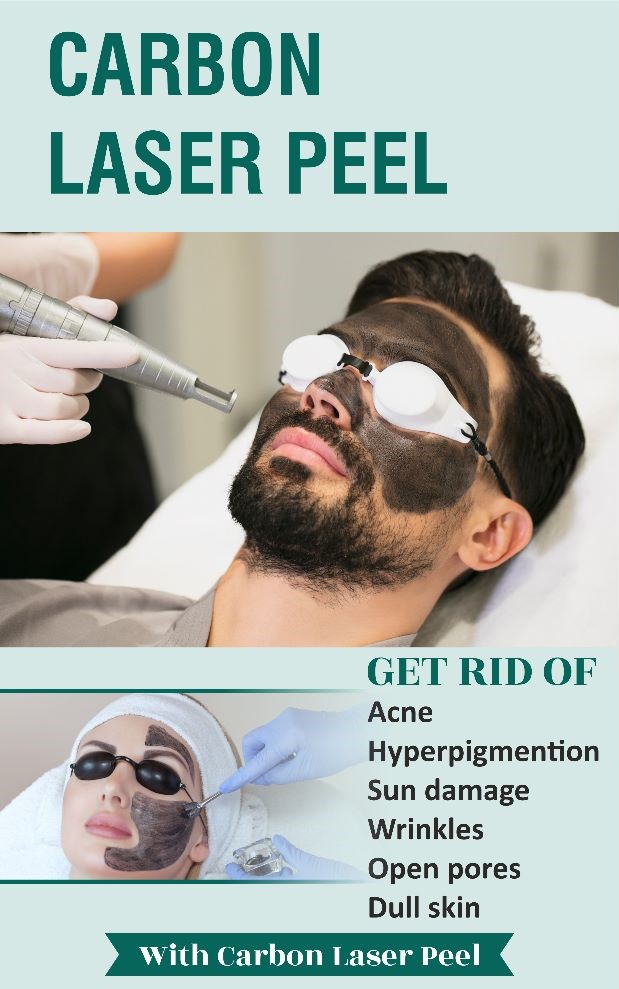 CARBON
LASER PEEL
GET RID OF
Acne
Hyperpigmention
Sun damage
Wrinkles
Open pores
Dull skin
With Carbon Laser Peel